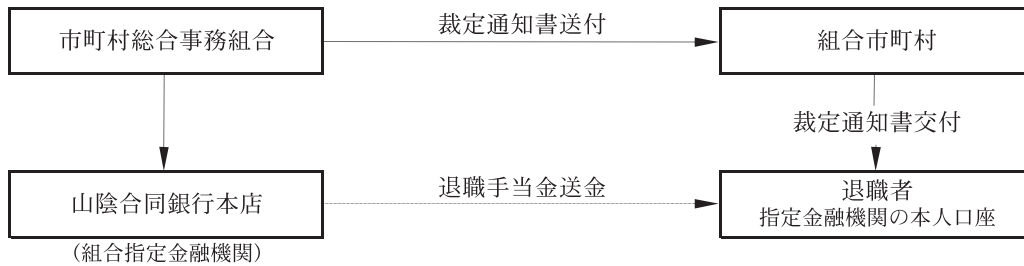 裁定通知書送付
市町村総合事務組合
組合市町村
裁定通知書交付
退職手当金送金
山陰合同銀行本店
退職者
指定金融機関の本人口座
(組合指定金融機関)